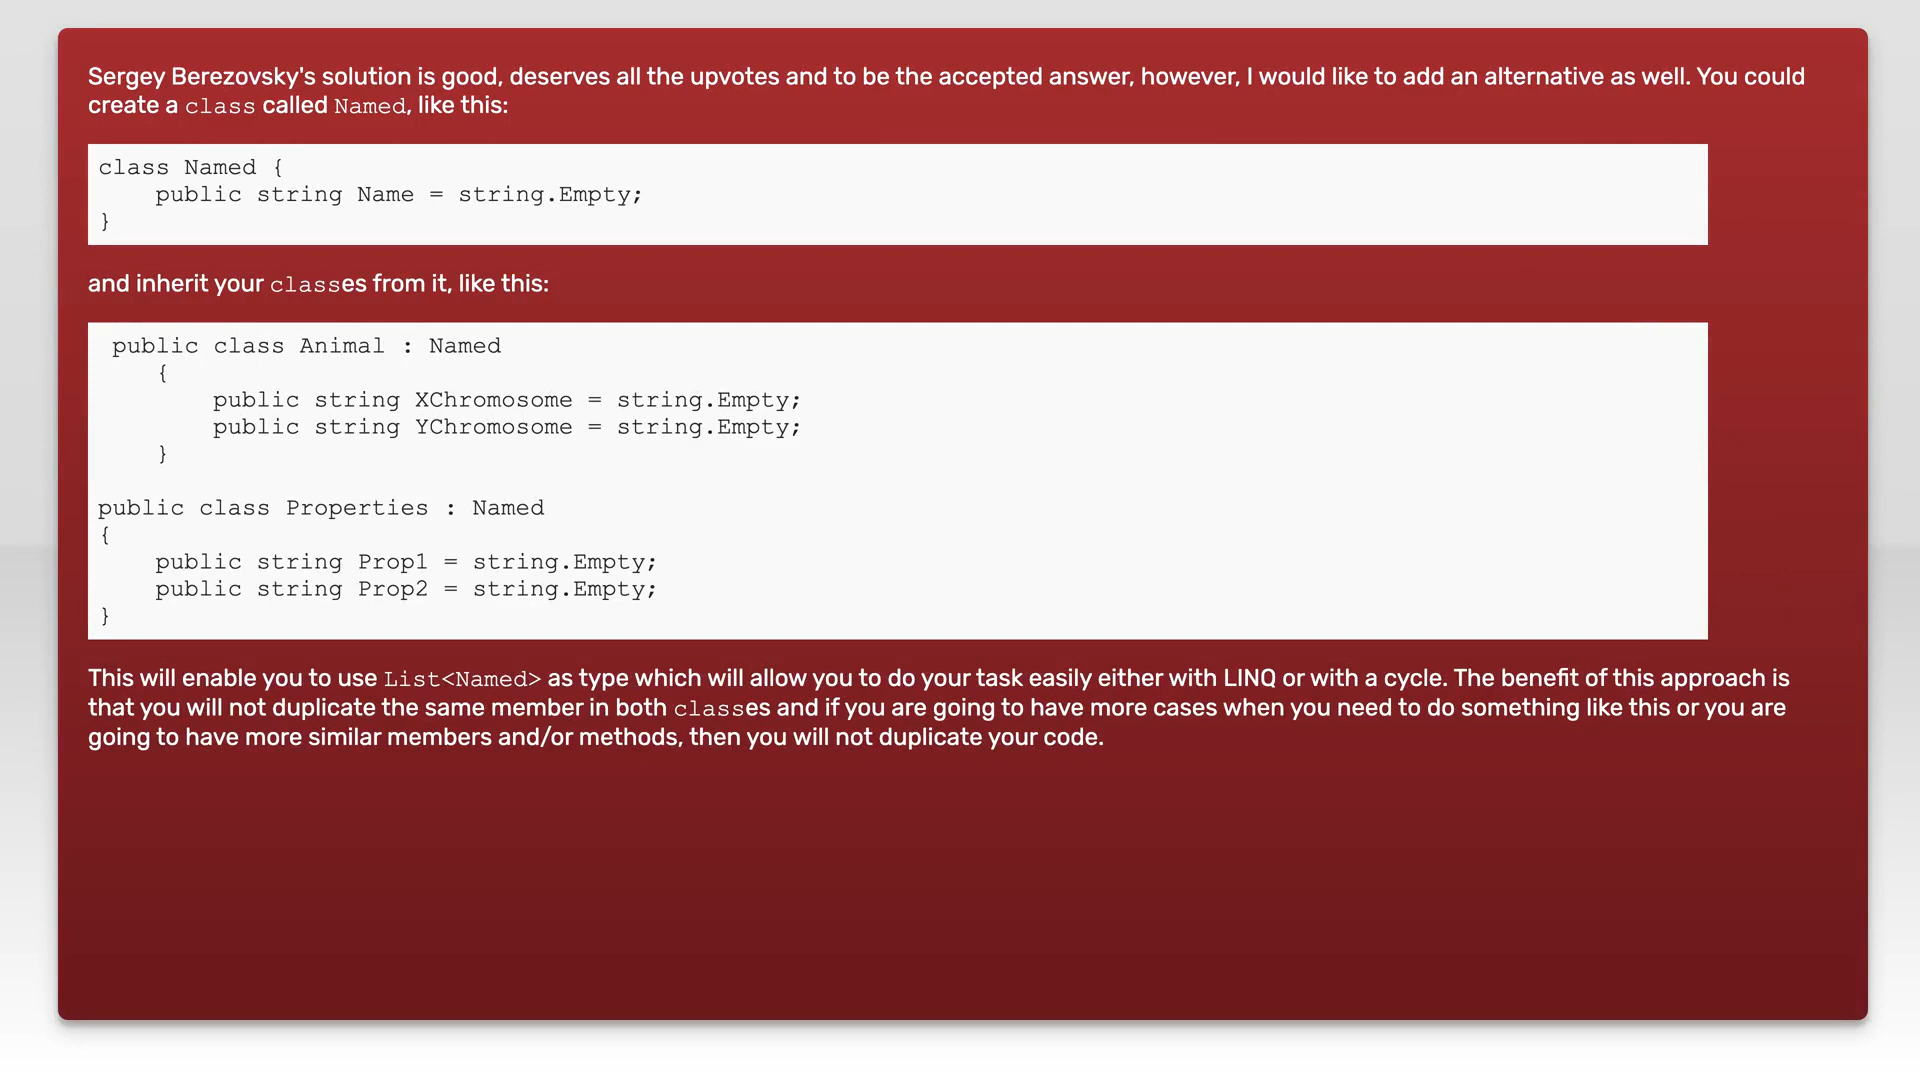 Sergey Berezovsky's solution is good, deserves all the upvotes and to be the accepted answer, however, I would like to add an alternative as well. You could
create a class called Named, like this:
class Named {
    public string Name = string.Empty;
}
and inherit your classes from it, like this:
 public class Animal : Named
    {
        public string XChromosome = string.Empty;
        public string YChromosome = string.Empty;
    }
public class Properties : Named
{
    public string Prop1 = string.Empty;
    public string Prop2 = string.Empty;
}
This will enable you to use List<Named> as type which will allow you to do your task easily either with LINQ or with a cycle. The benefit of this approach is
that you will not duplicate the same member in both classes and if you are going to have more cases when you need to do something like this or you are
going to have more similar members and/or methods, then you will not duplicate your code.